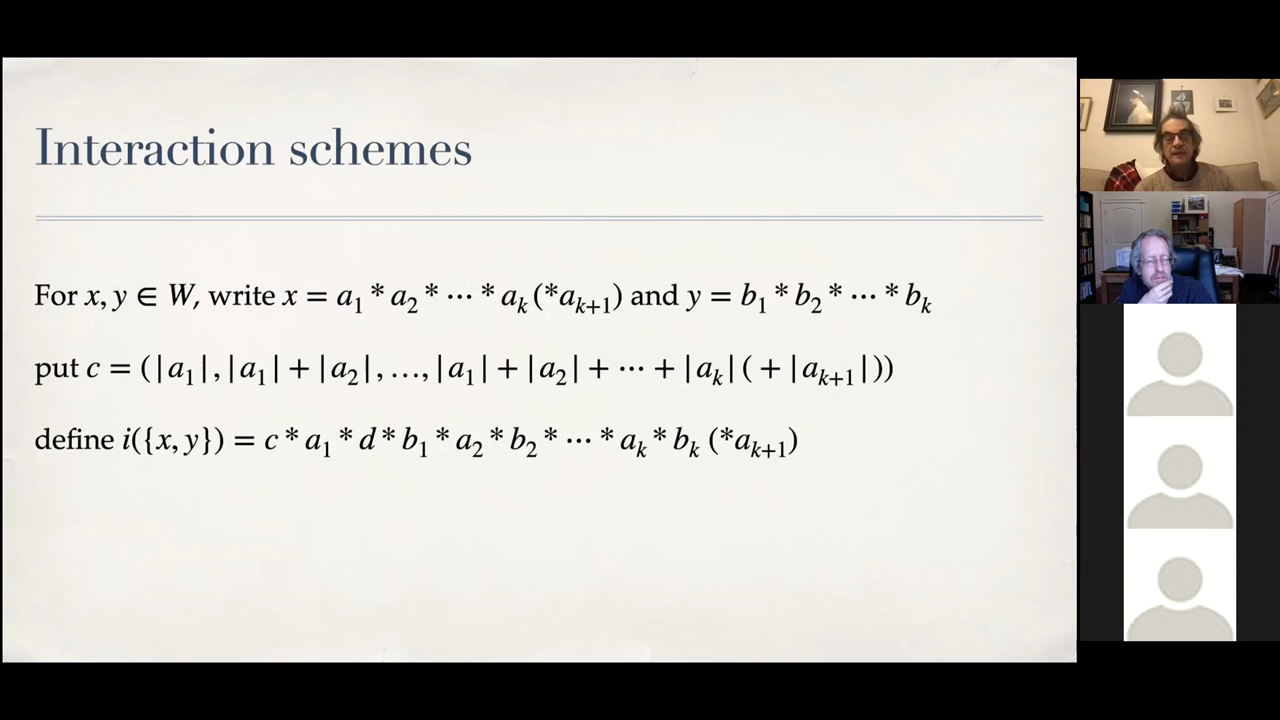 Interaction schemes
For x, y ∈ W, write x = a₁ * a₂ * ⋯ * aₖ (*aₖ₊₁) and y = b₁ * b₂ * ⋯ * bₖ
put c = (|a₁|, |a₁| + |a₂|, …, |a₁| + |a₂| + ⋯ + |aₖ| ( + |aₖ₊₁|))
define i({x, y}) = c * a₁ * d * b₁ * a₂ * b₂ * ⋯ * aₖ * bₖ (*aₖ₊₁)